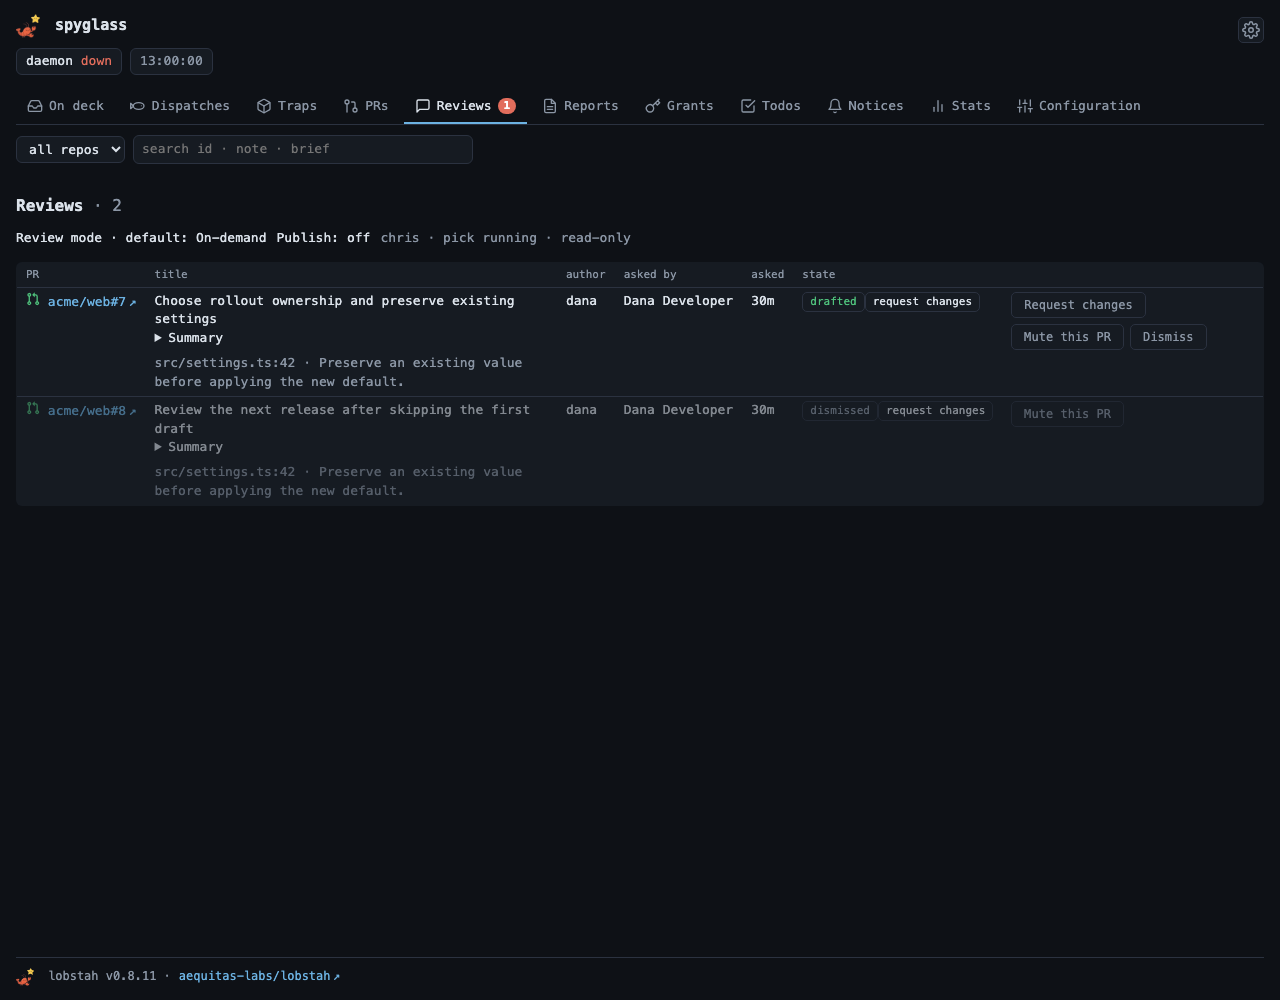 spyglass
daemon down 13:00:00
On deck Dispatches Traps PRs Reviews 1 Reports Grants Todos Notices Stats Configuration
all repos search id · note · brief
Reviews · 2
Review mode · default: On-demand Publish: off chris · pick running · read-only
PR title author asked by asked state
acme/web#7↗ Choose rollout ownership and preserve existing dana Dana Developer 30m drafted request changes Request changes
settings
▶ Summary Mute this PR Dismiss
src/settings.ts:42 · Preserve an existing value
before applying the new default.
acme/web#8↗ Review the next release after skipping the first dana Dana Developer 30m dismissed request changes Mute this PR
draft
▶ Summary
src/settings.ts:42 · Preserve an existing value
before applying the new default.
lobstah v0.8.11 · aequitas-labs/lobstah↗